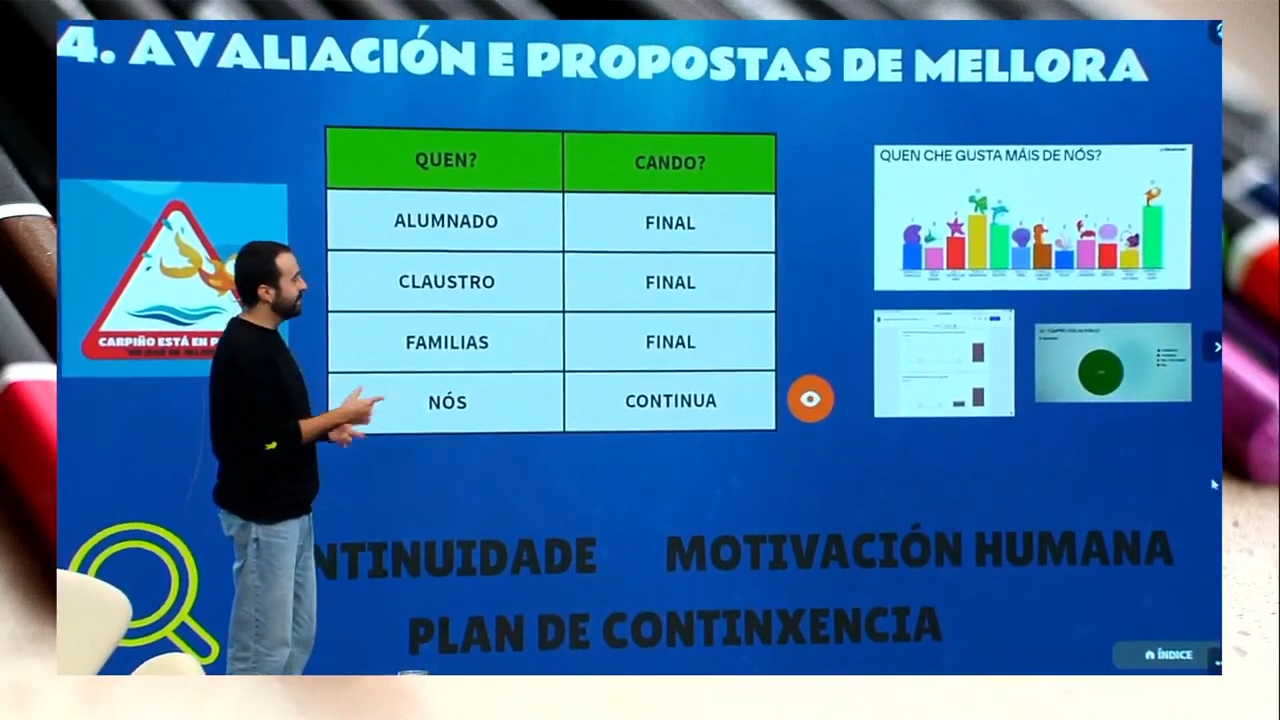 4. AVALIACIÓN E PROPOSTAS DE MELLORA
QUEN? CANDO?
ALUMNADO FINAL
CLAUSTRO FINAL
FAMILIAS FINAL
NÓS CONTINUA
CARPIÑO ESTÁ EN P
QUEN CHE GUSTA MÁIS DE NÓS?
NTINUIDADE MOTIVACIÓN HUMANA
PLAN DE CONTINXENCIA
ÍNDICE